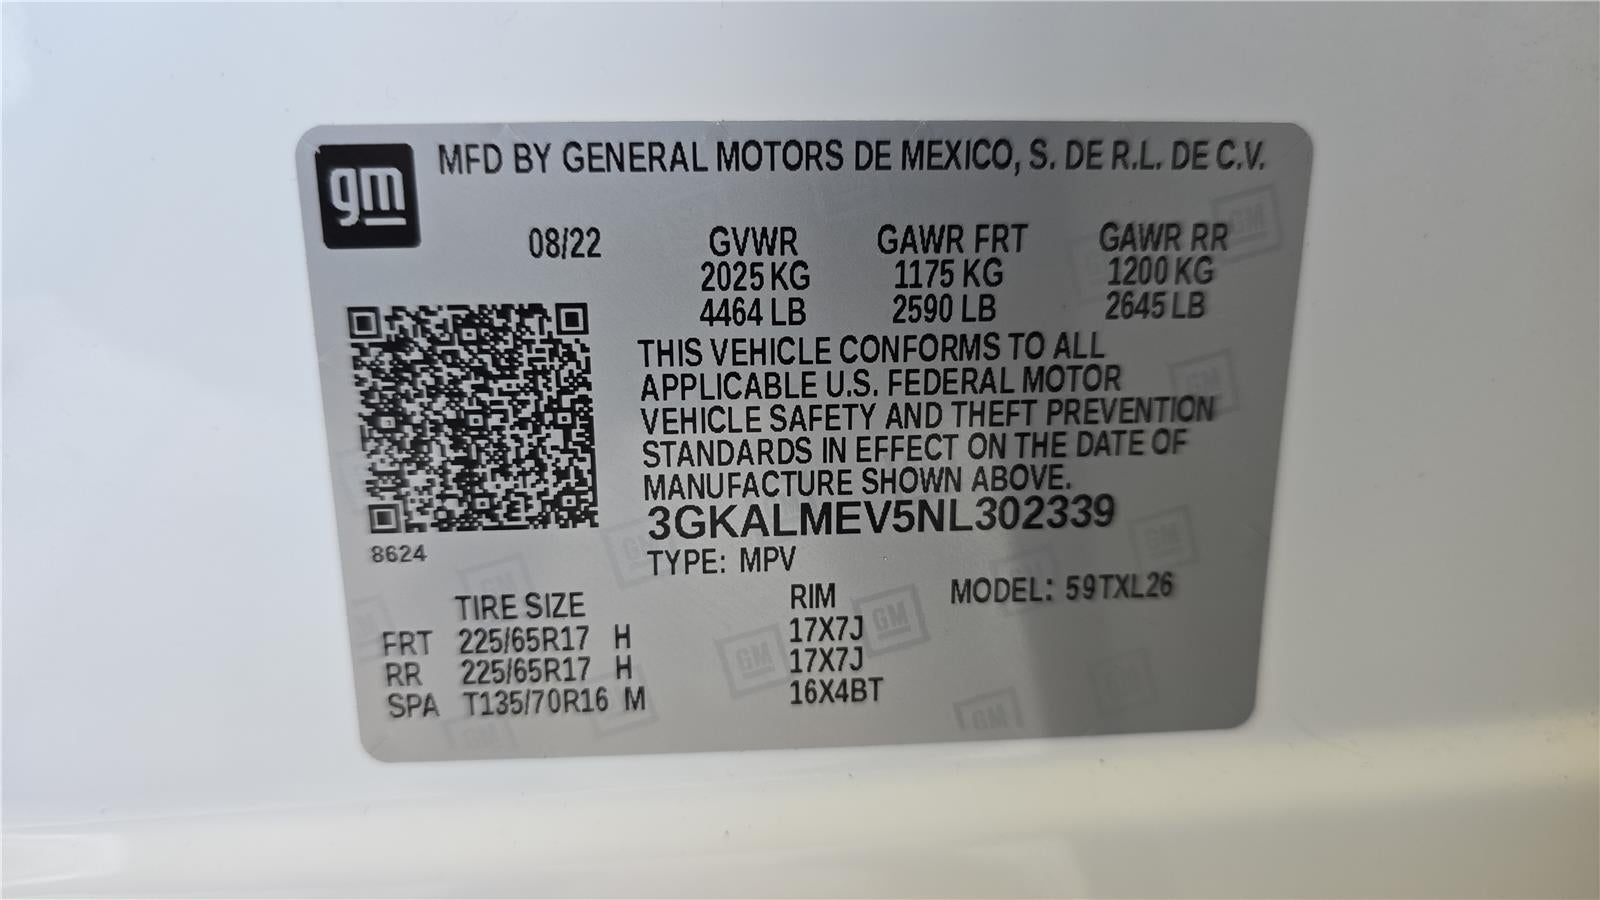 gm
MFD BY GENERAL MOTORS DE MEXICO, S. DE R.L. DE C.V.
08/22 GVWR GAWR FRT GAWR RR
2025 KG 1175 KG 1200 KG
4464 LB 2590 LB 2645 LB
THIS VEHICLE CONFORMS TO ALL
APPLICABLE U.S. FEDERAL MOTOR
VEHICLE SAFETY AND THEFT PREVENTION
STANDARDS IN EFFECT ON THE DATE OF
MANUFACTURE SHOWN ABOVE.
3GKALMEV5NL302339
8624
TYPE: MPV
TIRE SIZE RIM MODEL: 59TXL26
FRT 225/65R17 H 17X7J
RR 225/65R17 H 17X7J
SPA T135/70R16 M 16X4BT